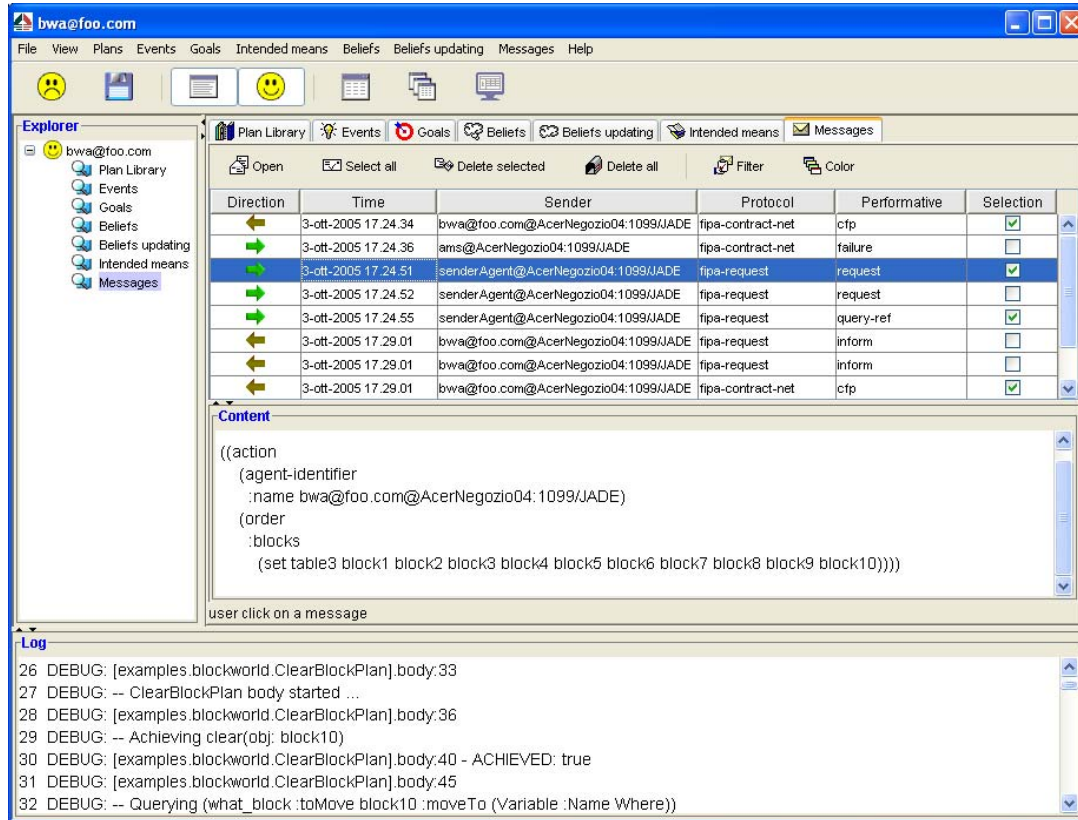 bwa@foo.com
File View Plans Events Goals Intended means Beliefs Beliefs updating Messages Help
Explorer
bwa@foo.com
Plan Library
Events
Goals
Beliefs
Beliefs updating
Intended means
Messages
Plan Library Events Goals Beliefs Beliefs updating Intended means Messages
Open Select all Delete selected Delete all Filter Color
Direction Time Sender Protocol Performative Selection
3-ott-2005 17.24.34 bwa@foo.com@AcerNegozio04:1099/JADE fipa-contract-net cfp
3-ott-2005 17.24.36 ams@AcerNegozio04:1099/JADE fipa-contract-net failure
3-ott-2005 17.24.51 senderAgent@AcerNegozio04:1099/JADE fipa-request request
3-ott-2005 17.24.52 senderAgent@AcerNegozio04:1099/JADE fipa-request request
3-ott-2005 17.24.55 senderAgent@AcerNegozio04:1099/JADE fipa-request query-ref
3-ott-2005 17.29.01 bwa@foo.com@AcerNegozio04:1099/JADE fipa-request inform
3-ott-2005 17.29.01 bwa@foo.com@AcerNegozio04:1099/JADE fipa-request inform
3-ott-2005 17.29.01 bwa@foo.com@AcerNegozio04:1099/JADE fipa-contract-net cfp
Content
((action
(agent-identifier
:name bwa@foo.com@AcerNegozio04:1099/JADE)
(order
:blocks
(set table3 block1 block2 block3 block4 block5 block6 block7 block8 block9 block10))))
user click on a message
Log
26 DEBUG: [examples.blockworld.ClearBlockPlan].body:33
27 DEBUG: -- ClearBlockPlan body started ...
28 DEBUG: [examples.blockworld.ClearBlockPlan].body:36
29 DEBUG: -- Achieving clear(obj: block10)
30 DEBUG: [examples.blockworld.ClearBlockPlan].body:40 - ACHIEVED: true
31 DEBUG: [examples.blockworld.ClearBlockPlan].body:45
32 DEBUG: -- Querying (what_block :toMove block10 :moveTo (Variable :Name Where))